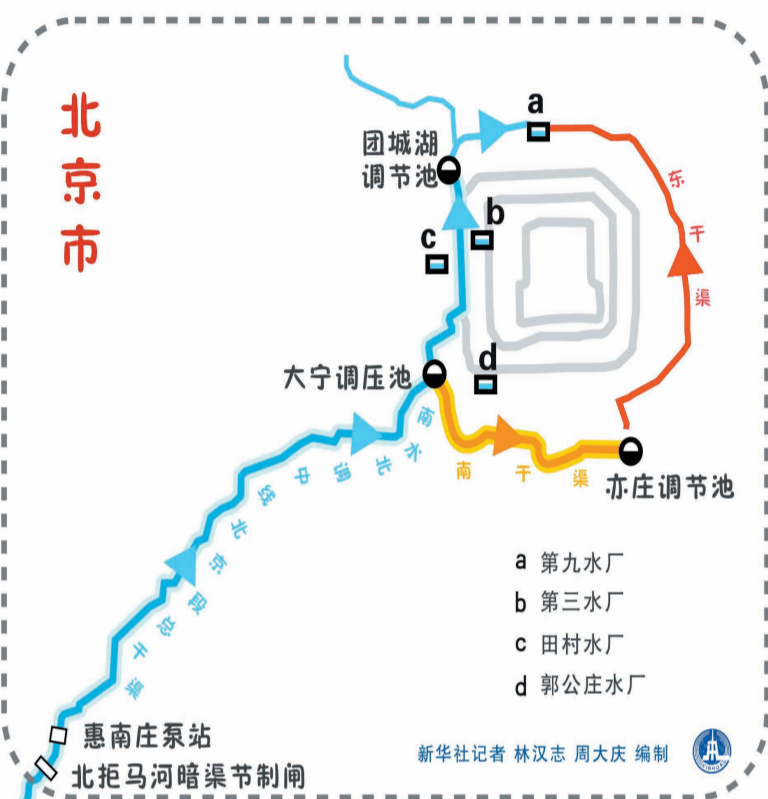 北京市
a
团城湖
调节池
b
c
东干渠
大宁调压池
d
南水北调中线北京段总干渠
南干渠
亦庄调节池
a 第九水厂
b 第三水厂
c 田村水厂
d 郭公庄水厂
惠南庄泵站
北拒马河暗渠节制闸
新华社记者 林汉志 周大庆 编制